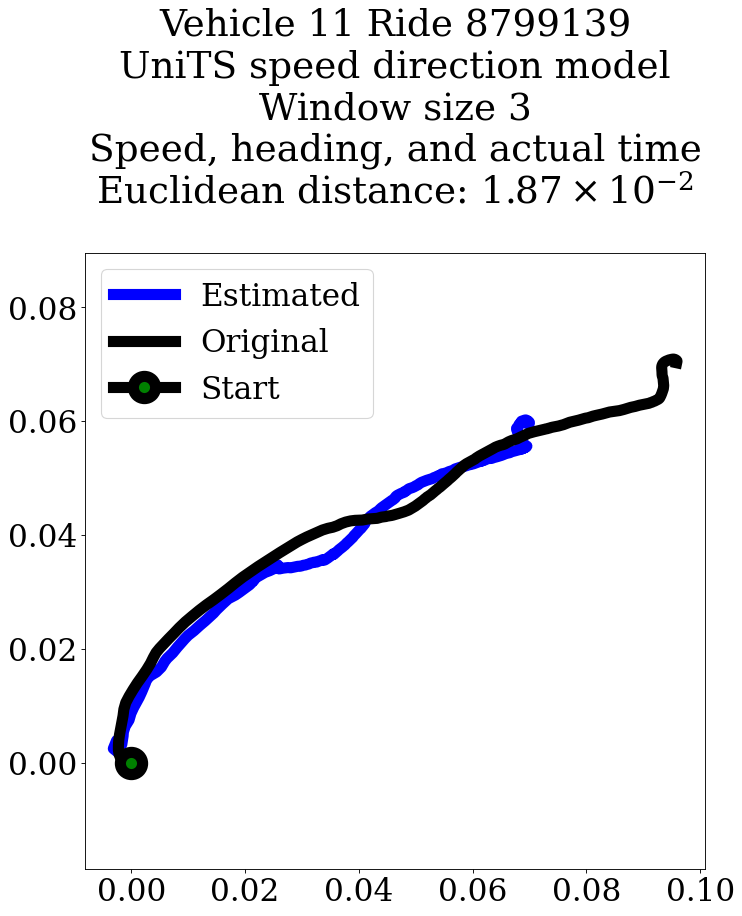 Vehicle 11 Ride 8799139
UniTS speed direction model
Window size 3
Speed, heading, and actual time
Euclidean distance: 1.87 × 10⁻²
Estimated
Original
Start
0.08
0.06
0.04
0.02
0.00
0.00 0.02 0.04 0.06 0.08 0.10